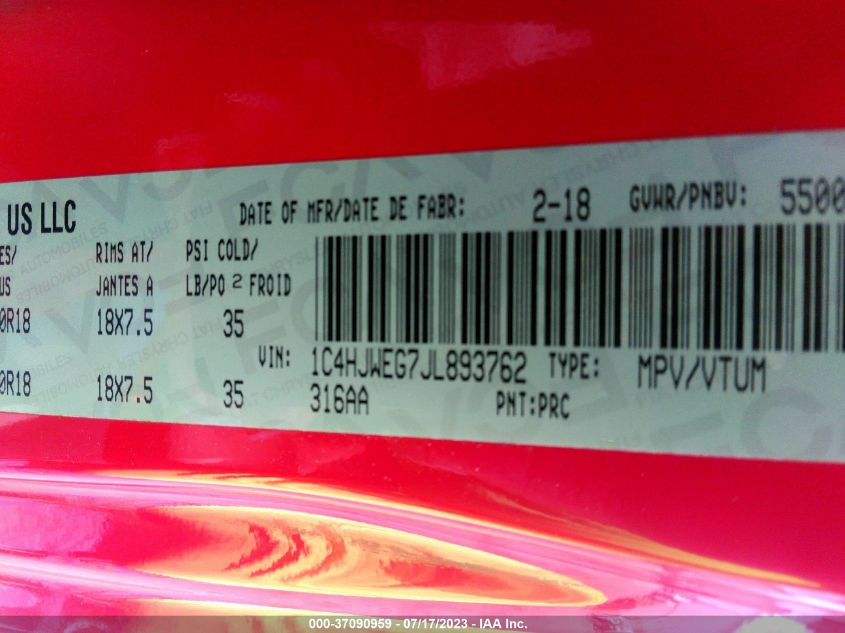 US LLC
DATE OF MFR/DATE DE FABR: 2-18 GVWR/PNBV: 5500
ES/ RIMS AT/ PSI COLD/
US JANTES A LB/PO 2 FROID
0R18 18X7.5 35
VIN: 1C4HJWEG7JL893762 TYPE: MPV/VTUM
0R18 18X7.5 35
316AA PNT:PRC
000-37090959 - 07/17/2023 - IAA Inc.